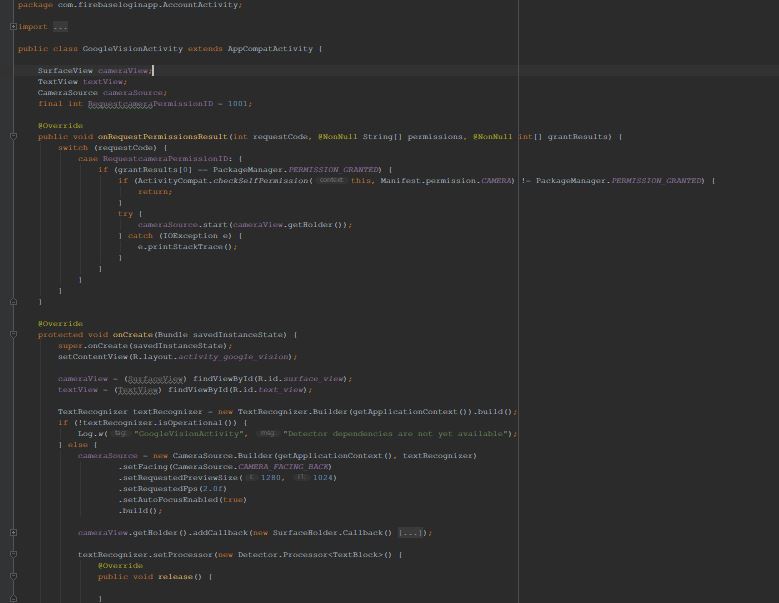 package com.firebaseloginapp.AccountActivity;
import ...
public class GoogleVisionActivity extends AppCompatActivity {
SurfaceView cameraView;
TextView textView;
CameraSource cameraSource;
final int RequestcameraPermissionID = 1001;
@Override
public void onRequestPermissionsResult(int requestCode, @NonNull String[] permissions, @NonNull int[] grantResults) {
switch (requestCode) {
case RequestcameraPermissionID: {
if (grantResults[0] == PackageManager.PERMISSION_GRANTED) {
if (ActivityCompat.checkSelfPermission( context: this, Manifest.permission.CAMERA) != PackageManager.PERMISSION_GRANTED) {
return;
}
try {
cameraSource.start(cameraView.getHolder());
} catch (IOException e) {
e.printStackTrace();
}
}
}
}
}
@Override
protected void onCreate(Bundle savedInstanceState) {
super.onCreate(savedInstanceState);
setContentView(R.layout.activity_google_vision);
cameraView = (SurfaceView) findViewById(R.id.surface_view);
textView = (TextView) findViewById(R.id.text_view);
TextRecognizer textRecognizer = new TextRecognizer.Builder(getApplicationContext()).build();
if (!textRecognizer.isOperational()) {
Log.w( tag: "GoogleVisionActivity", msg: "Detector dependencies are not yet available");
} else {
cameraSource = new CameraSource.Builder(getApplicationContext(), textRecognizer)
.setFacing(CameraSource.CAMERA_FACING_BACK)
.setRequestedPreviewSize( i: 1280, i1: 1024)
.setRequestedFps(2.0f)
.setAutoFocusEnabled(true)
.build();
cameraView.getHolder().addCallback(new SurfaceHolder.Callback() {...});
textRecognizer.setProcessor(new Detector.Processor<TextBlock>() {
@Override
public void release() {
}